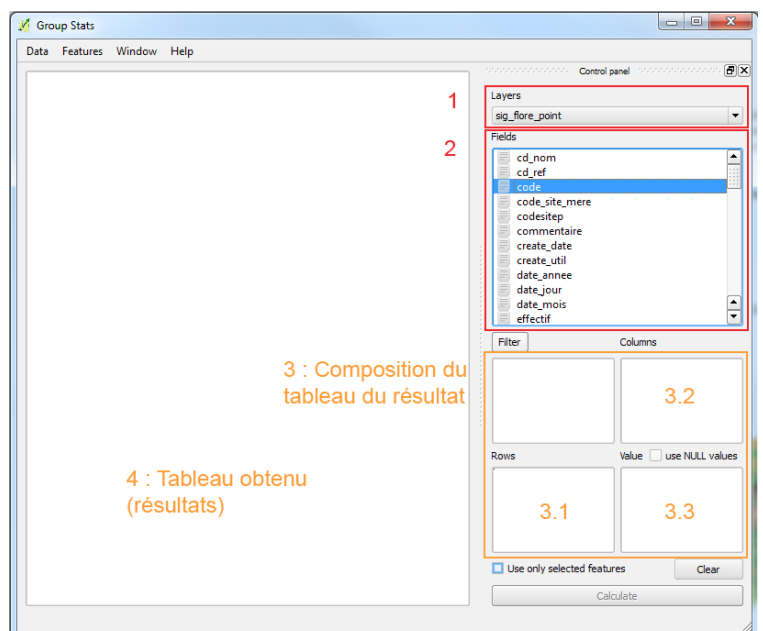 Group Stats
Data Features Window Help
Control panel
1
Layers
sig_flore_point
2
Fields
cd_nom
cd_ref
code
code_site_mere
codesitep
commentaire
create_date
create_util
date_annee
date_jour
date_mois
effectif
Filter
Columns
3 : Composition du
tableau du résultat
3.2
Rows
Value use NULL values
4 : Tableau obtenu
(résultats)
3.1
3.3
Use only selected features
Clear
Calculate